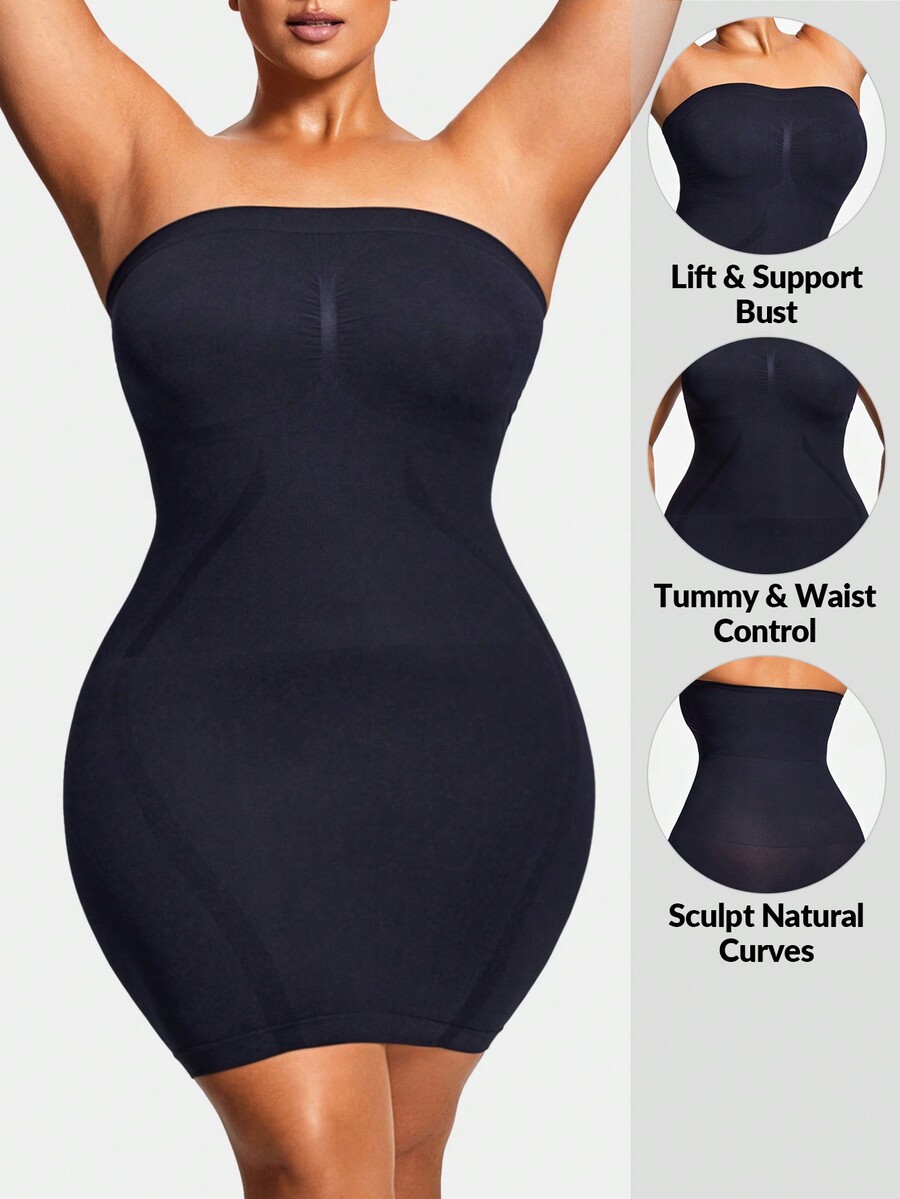 Lift & Support
Bust
Tummy & Waist
Control
Sculpt Natural
Curves